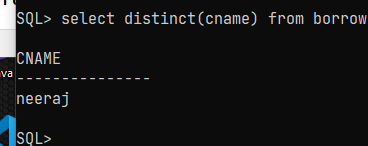 SQL> select distinct(cname) from borrow
CNAME
---------------
neeraj
SQL>